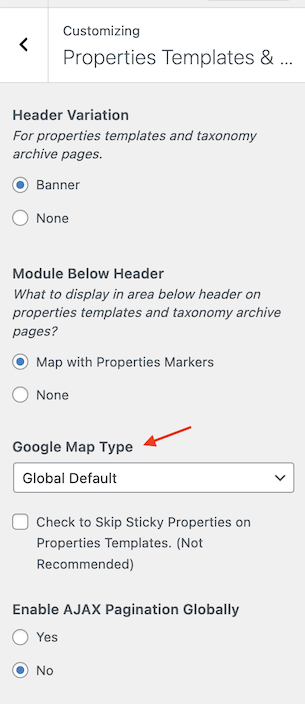 Customizing
Properties Templates & ...
Header Variation
For properties templates and taxonomy
archive pages.
Banner
None
Module Below Header
What to display in area below header on
properties templates and taxonomy archive
pages?
Map with Properties Markers
None
Google Map Type
Global Default
Check to Skip Sticky Properties on
Properties Templates. (Not
Recommended)
Enable AJAX Pagination Globally
Yes
No